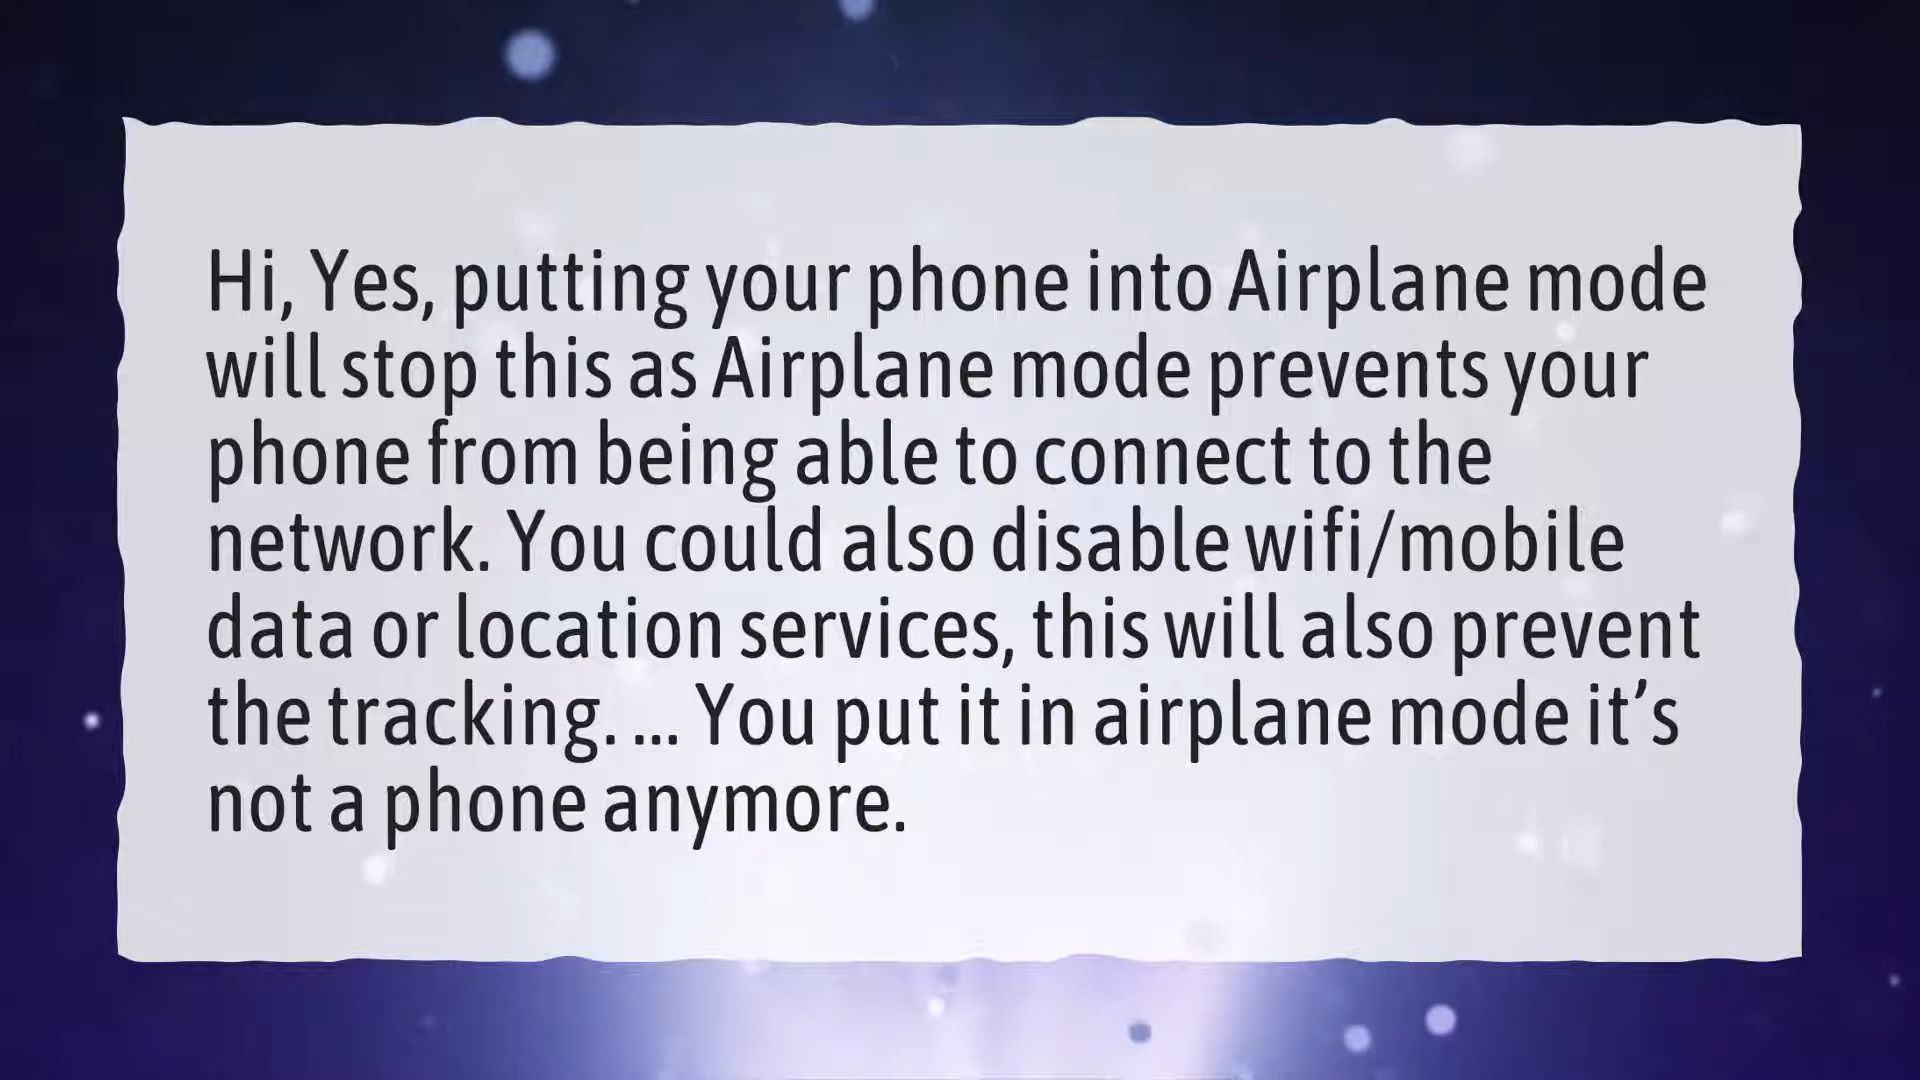 Hi, Yes, putting your phone into Airplane mode
will stop this as Airplane mode prevents your
phone from being able to connect to the
network. You could also disable wifi/mobile
data or location services, this will also prevent
the tracking. ... You put it in airplane mode it’s
not a phone anymore.